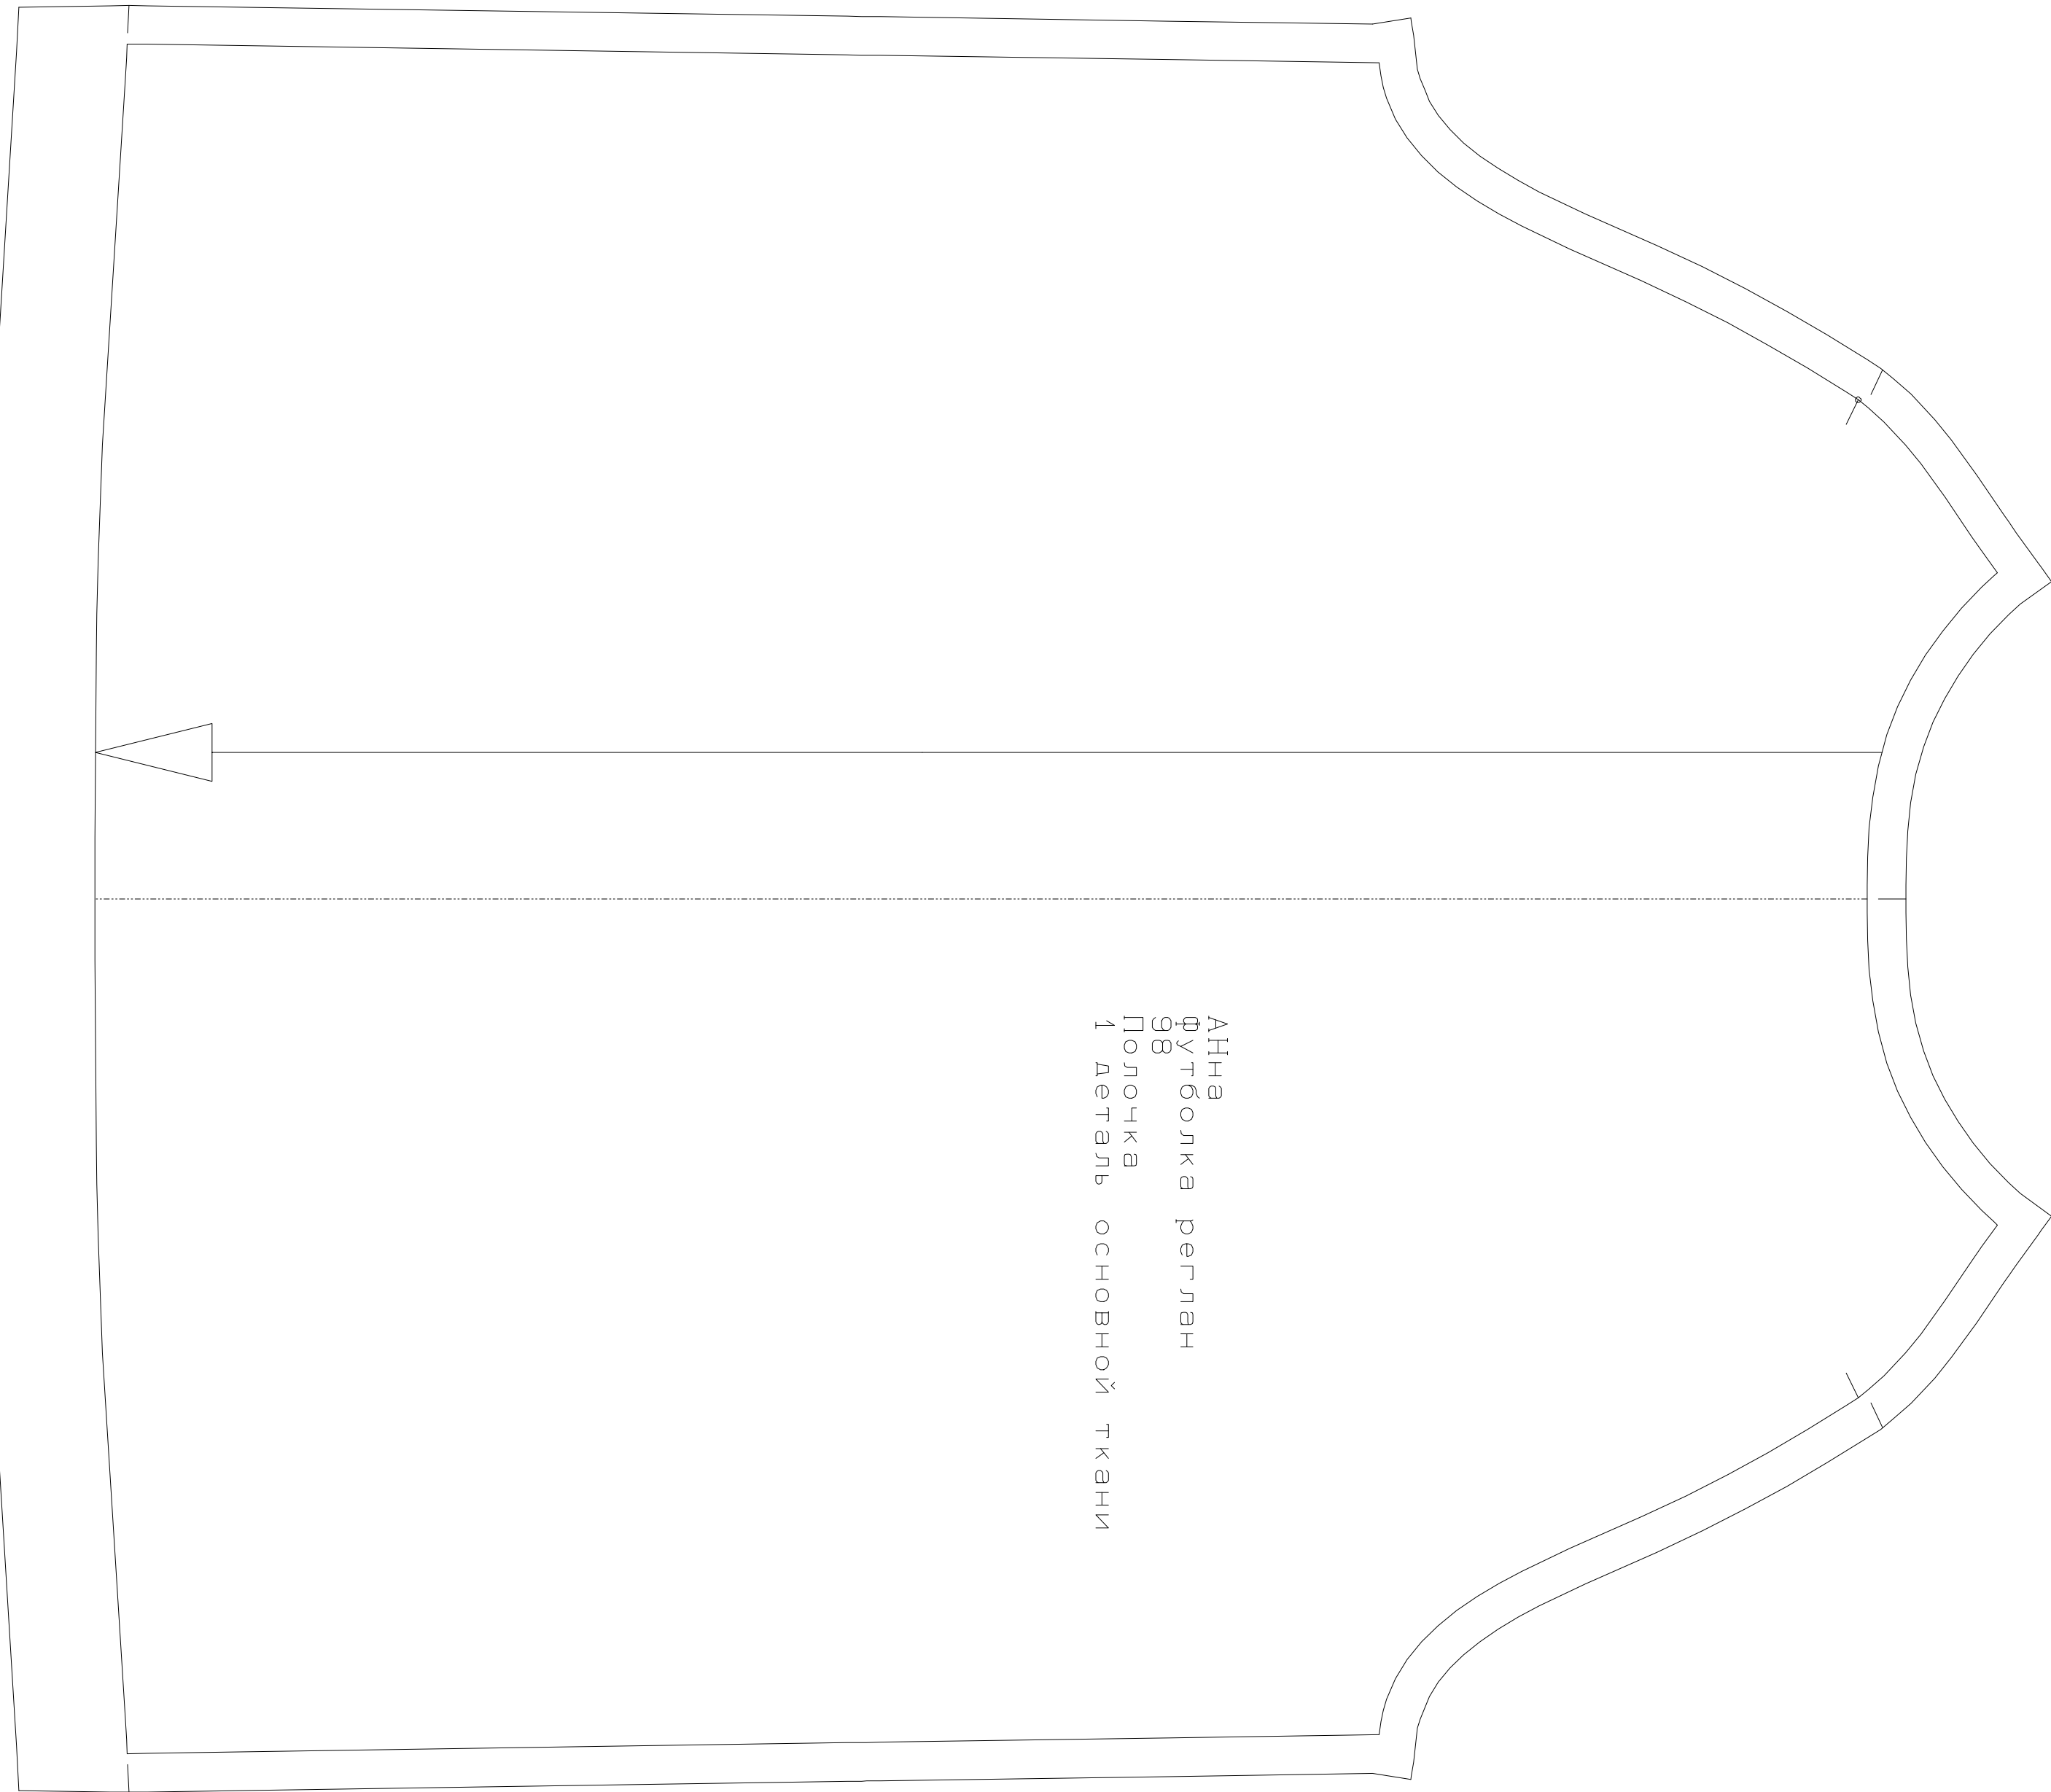 Анна
футболка реглан
98
Полочка
1 деталь основной ткани